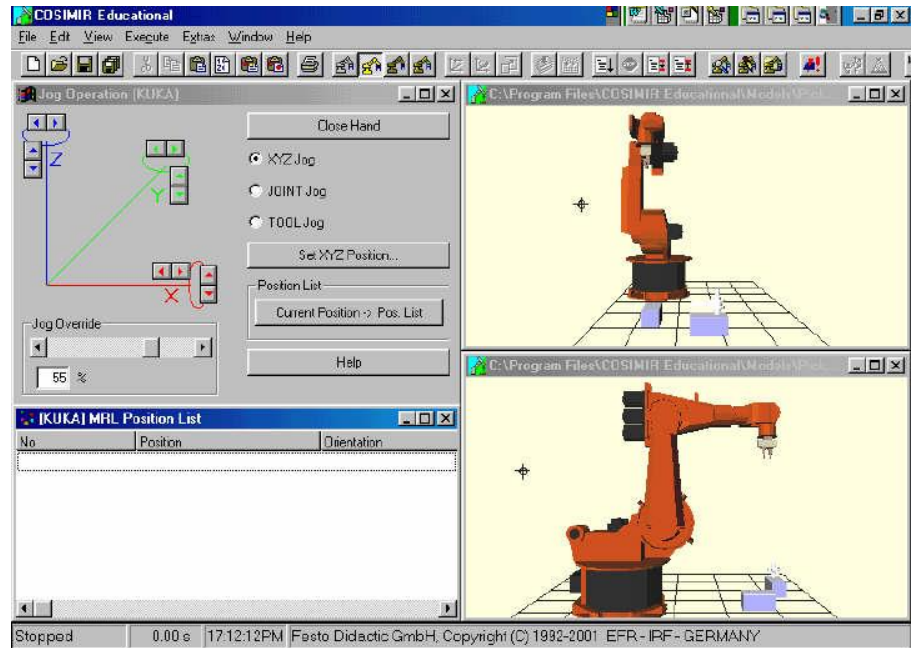 COSIMIR Educational
File Edit View Execute Extras Window Help
Jog Operation (KUKA)
C:\Program Files\COSIMIR Educational\Models\
Z
Y
X
Close Hand
XYZ Jog
JOINT Jog
TOOL Jog
Set XYZ Position...
Position List
Current Position -> Pos. List
Help
Jog Override
55 %
C:\Program Files\COSIMIR Educational\Models\
[KUKA] MRL Position List
No Position Orientation
Stopped 0.00 s 17:12:12PM Festo Didactic GmbH, Copyright (C) 1992-2001 EFR - IRF - GERMANY